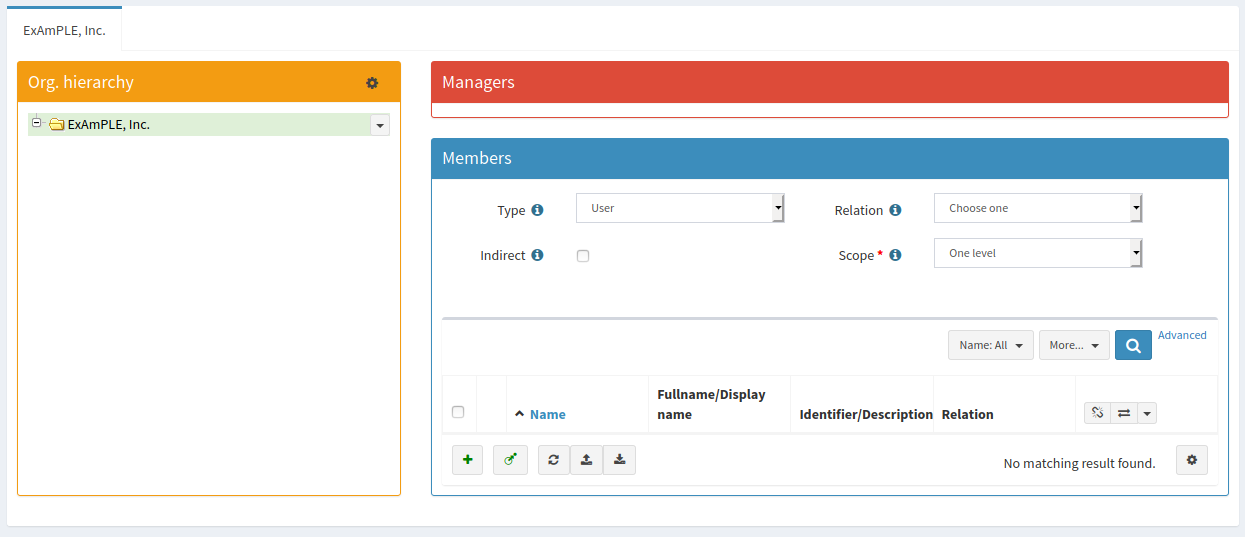 ExAmPLE, Inc.
Org. hierarchy
ExAmPLE, Inc.
Managers
Members
Type User Relation Choose one
Indirect Scope * One level
Name: All More... Advanced
Name Fullname/Display name Identifier/Description Relation
No matching result found.